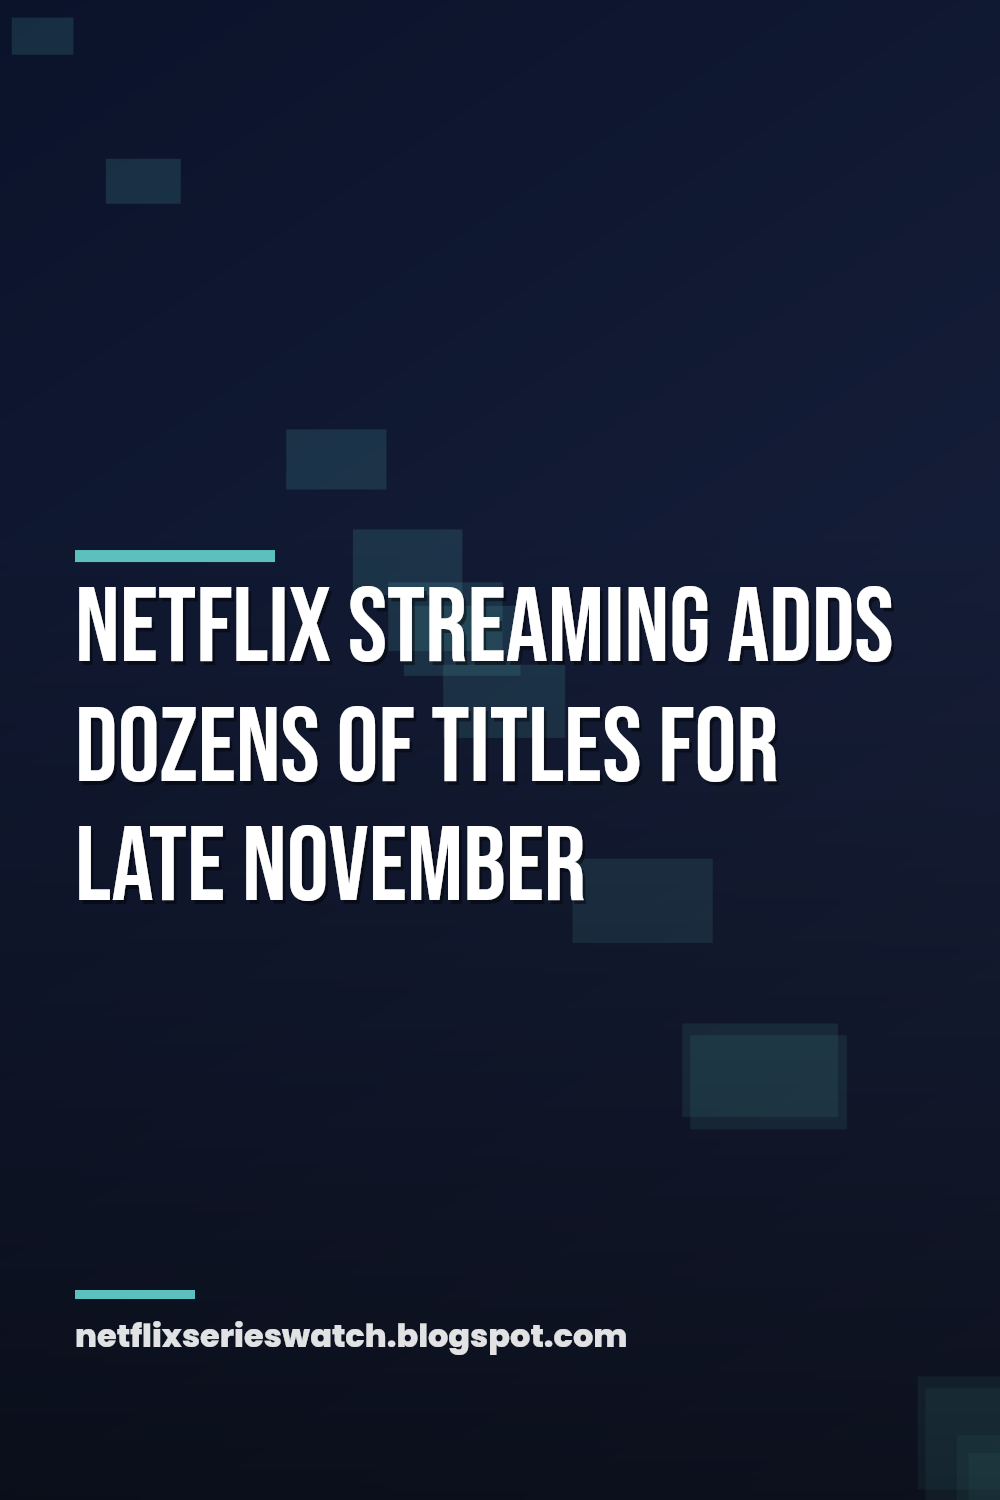 NETFLIX STREAMING ADDS
DOZENS OF TITLES FOR
LATE NOVEMBER
netflixserieswatch.blogspot.com